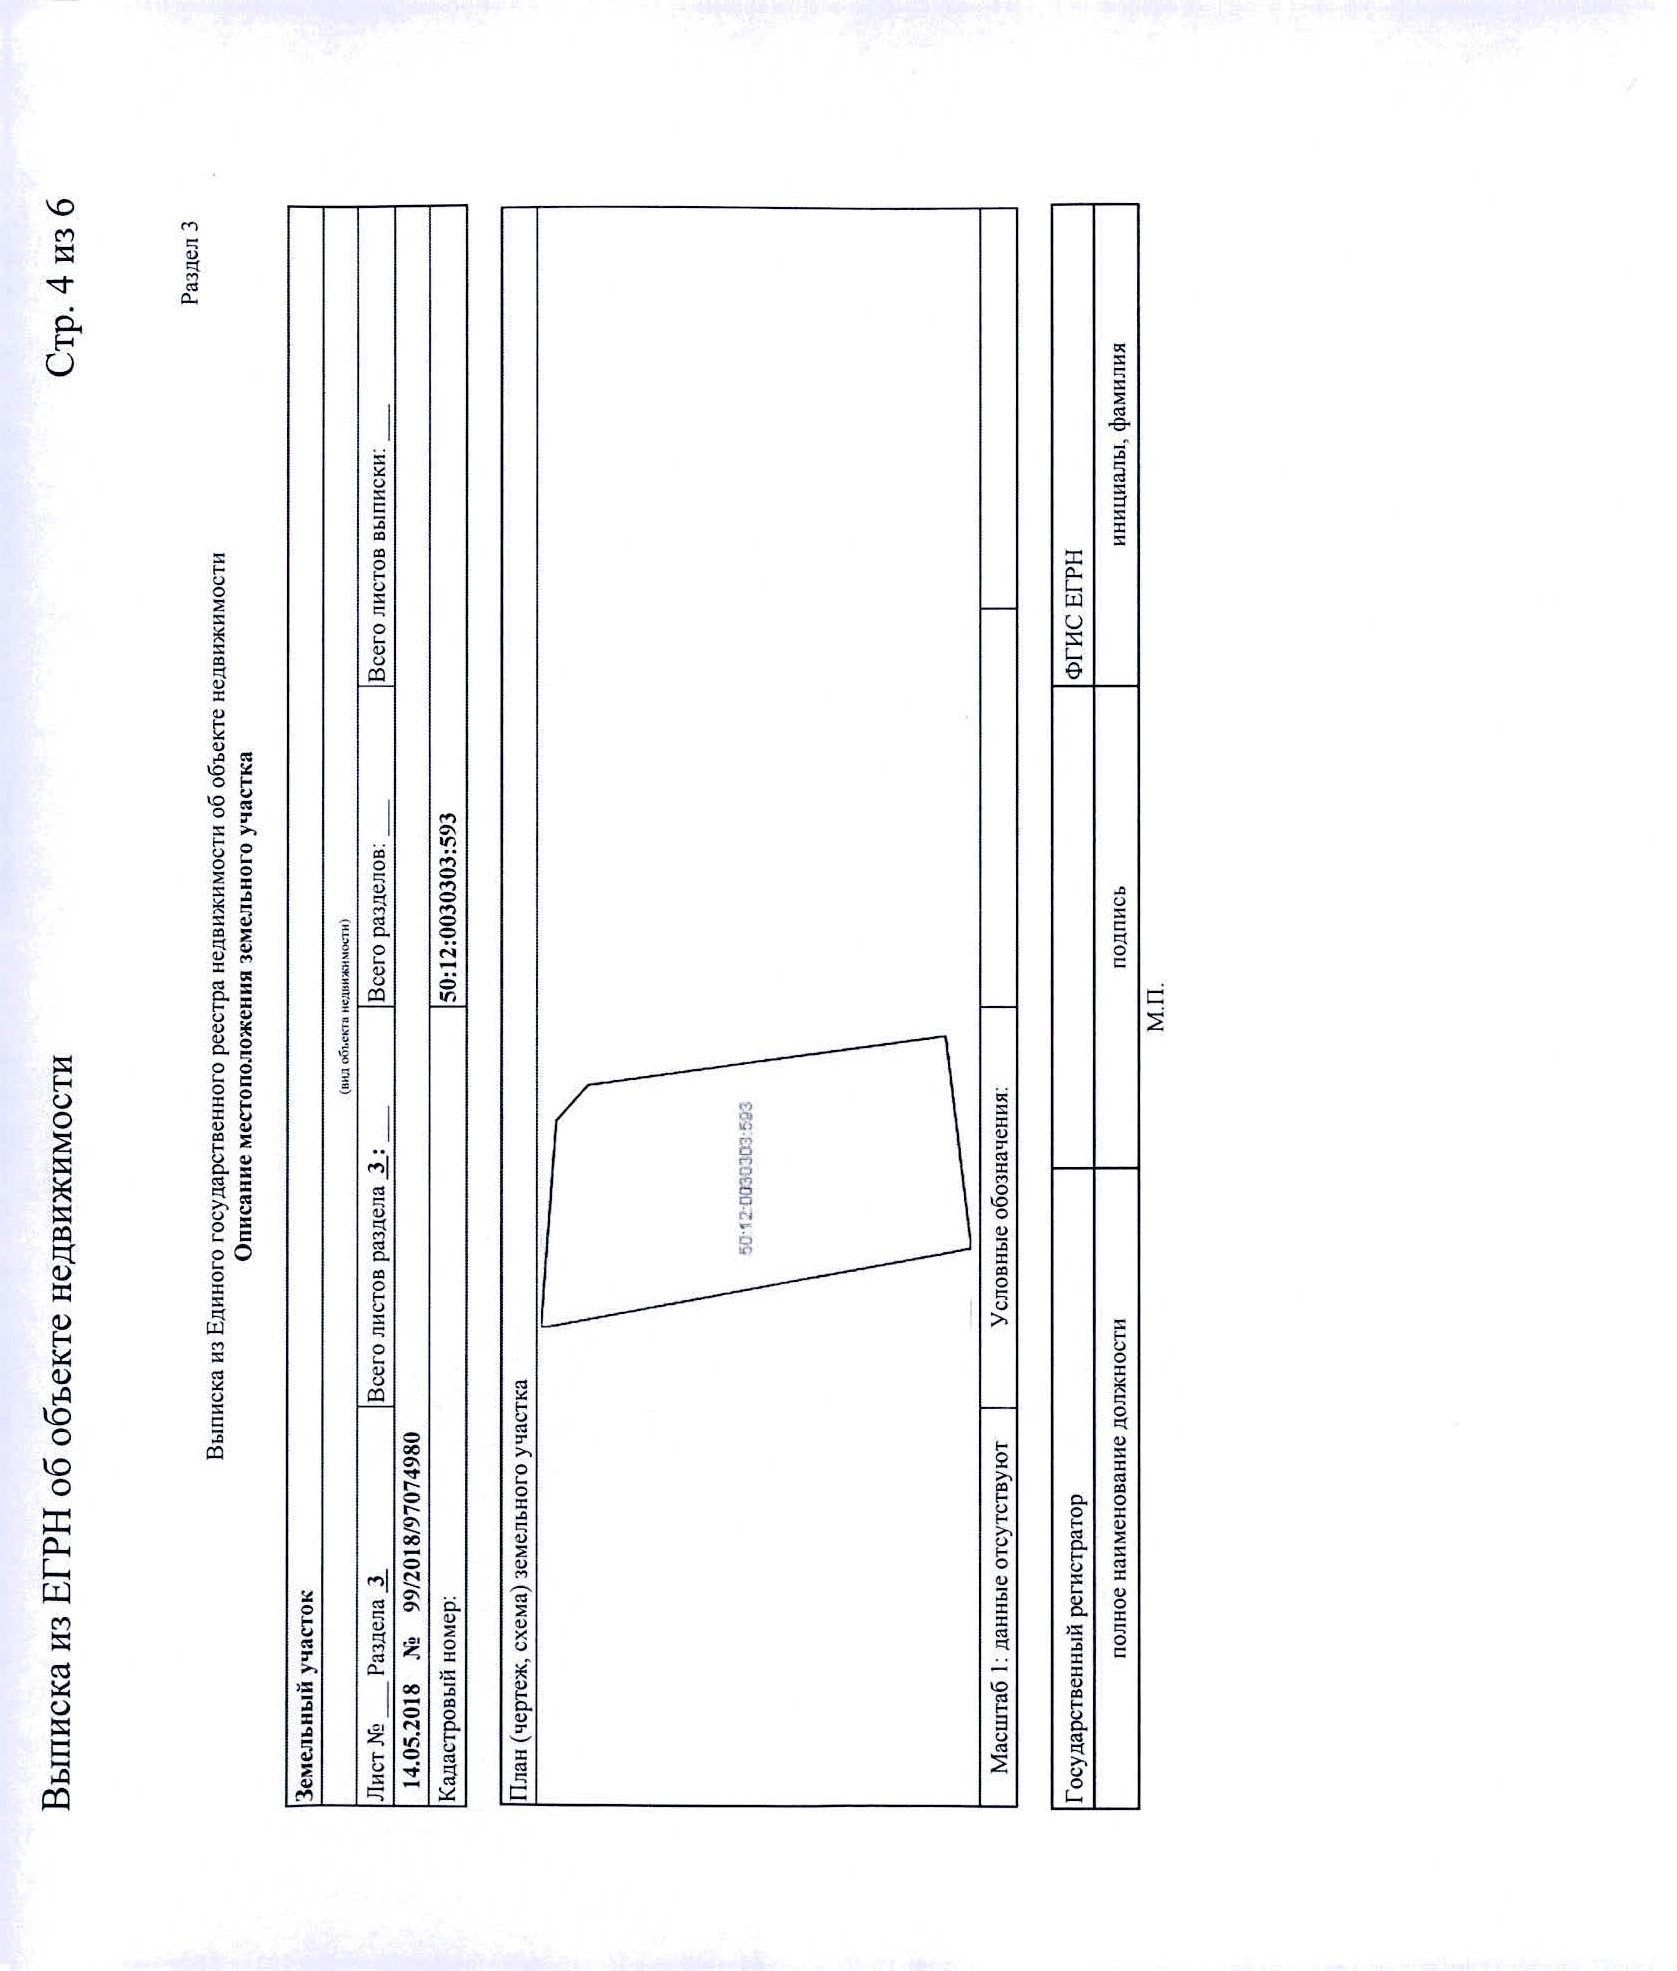 Выписка из ЕГРН об объекте недвижимости Стр. 4 из 6
Раздел 3
Выписка из Единого государственного реестра недвижимости об объекте недвижимости
Описание местоположения земельного участка
Земельный участок
(вид объекта недвижимости)
Лист № ___ Раздела 3 Всего листов раздела 3 : ___ Всего разделов: ___ Всего листов выписки: ___
14.05.2018 № 99/2018/97074980
Кадастровый номер: 50:12:0030303:593
План (чертеж, схема) земельного участка
50:12:0030303:593
Масштаб 1: данные отсутствуют Условные обозначения:
Государственный регистратор ФГИС ЕГРН
полное наименование должности подпись инициалы, фамилия
М.П.